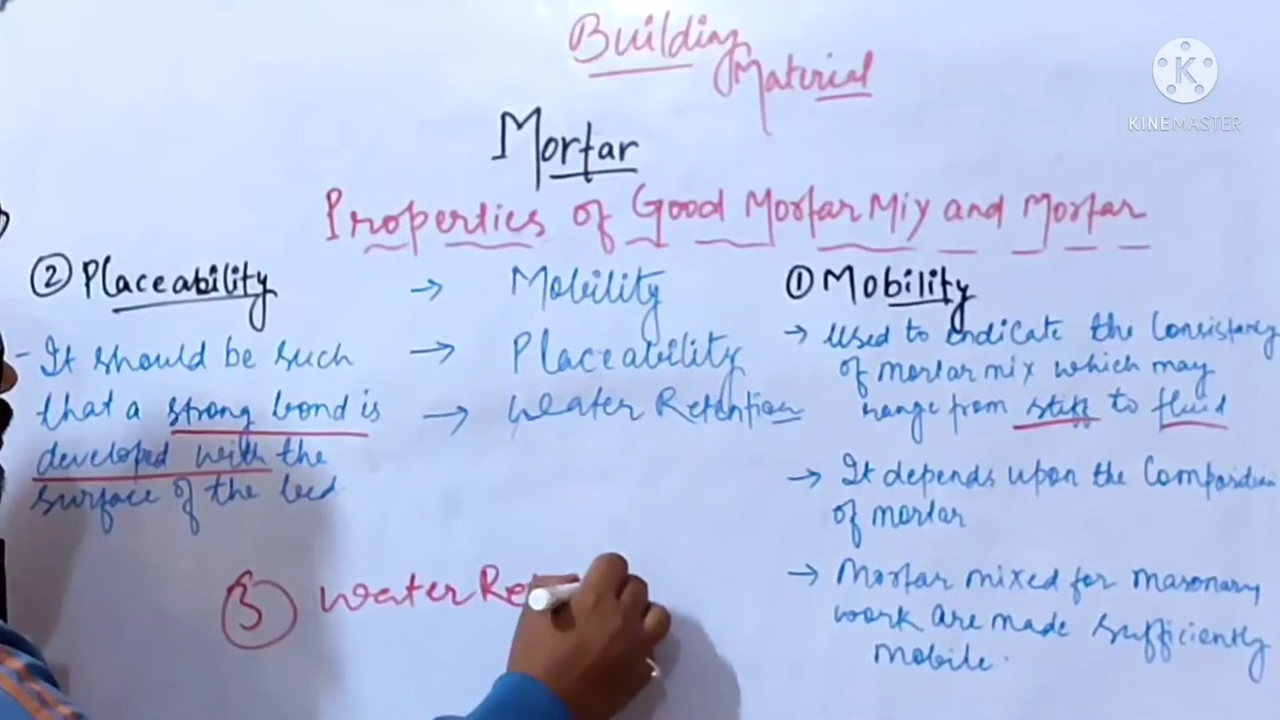 Building
Material
KINEMASTER
Mortar
Properties of Good Mortar Mix and Mortar
② Placeability
- It should be such
that a strong bond is
developed with the
surface of the bed
→ Mobility
→ Placeability
→ Water Retention
① Mobility
→ Used to indicate the Consistancy
of mortar mix which may
range from stiff to fluid
→ It depends upon the Composition
of mortar
→ Mortar mixed for masonary
work are made sufficiently
mobile.
③ Water Re